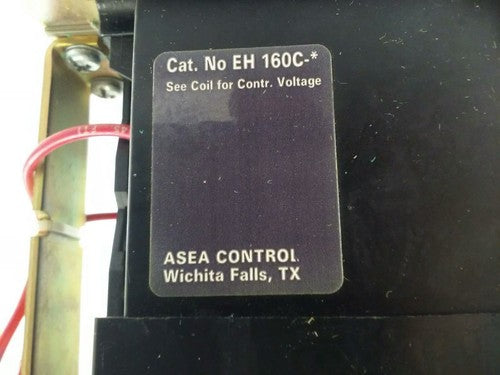 Cat. No EH 160C-*
See Coil for Contr. Voltage
ASEA CONTROL
Wichita Falls, TX